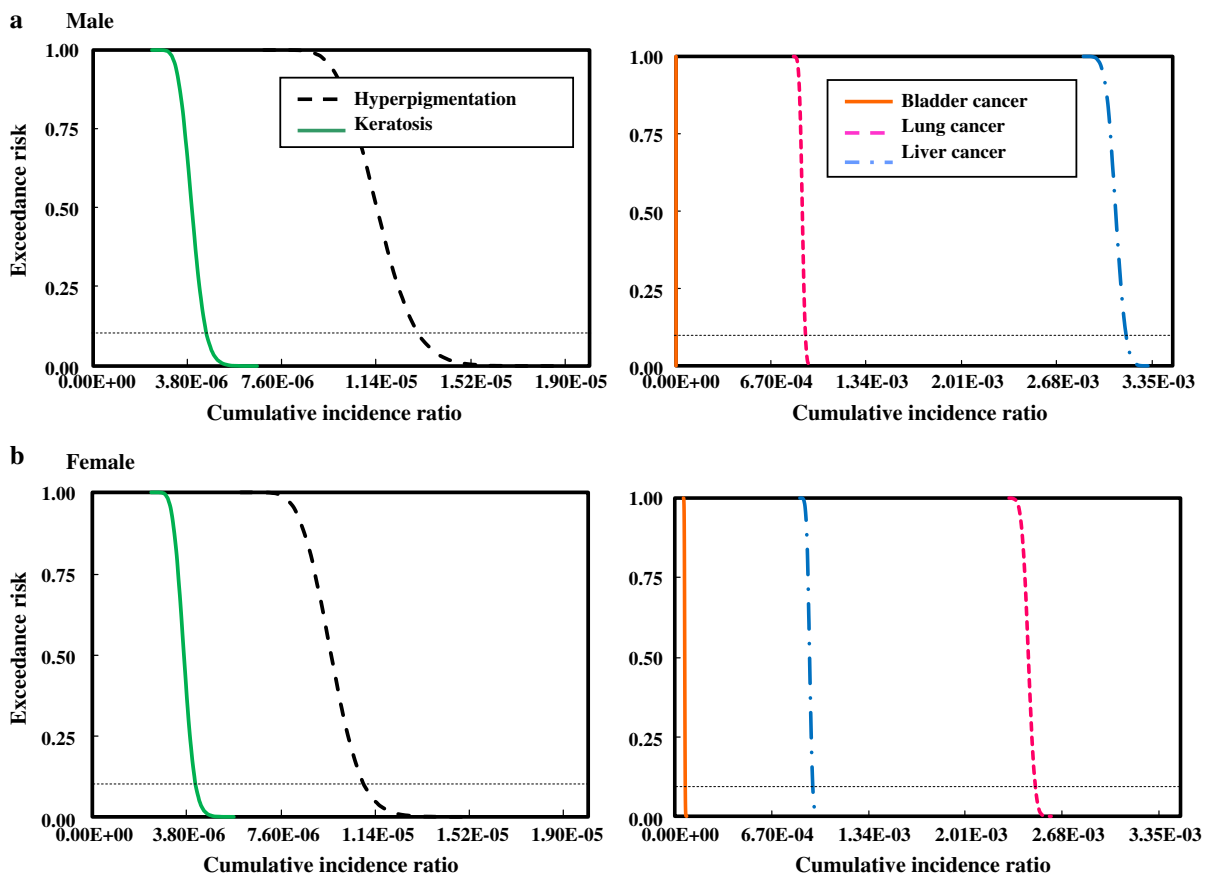 a Male
Exceedance risk
1.00
0.75
0.50
0.25
0.00
Hyperpigmentation
Keratosis
0.00E+00 3.80E-06 7.60E-06 1.14E-05 1.52E-05 1.90E-05
Cumulative incidence ratio
1.00
0.75
0.50
0.25
0.00
Bladder cancer
Lung cancer
Liver cancer
0.00E+00 6.70E-04 1.34E-03 2.01E-03 2.68E-03 3.35E-03
Cumulative incidence ratio
b Female
Exceedance risk
1.00
0.75
0.50
0.25
0.00
0.00E+00 3.80E-06 7.60E-06 1.14E-05 1.52E-05 1.90E-05
Cumulative incidence ratio
1.00
0.75
0.50
0.25
0.00
0.00E+00 6.70E-04 1.34E-03 2.01E-03 2.68E-03 3.35E-03
Cumulative incidence ratio